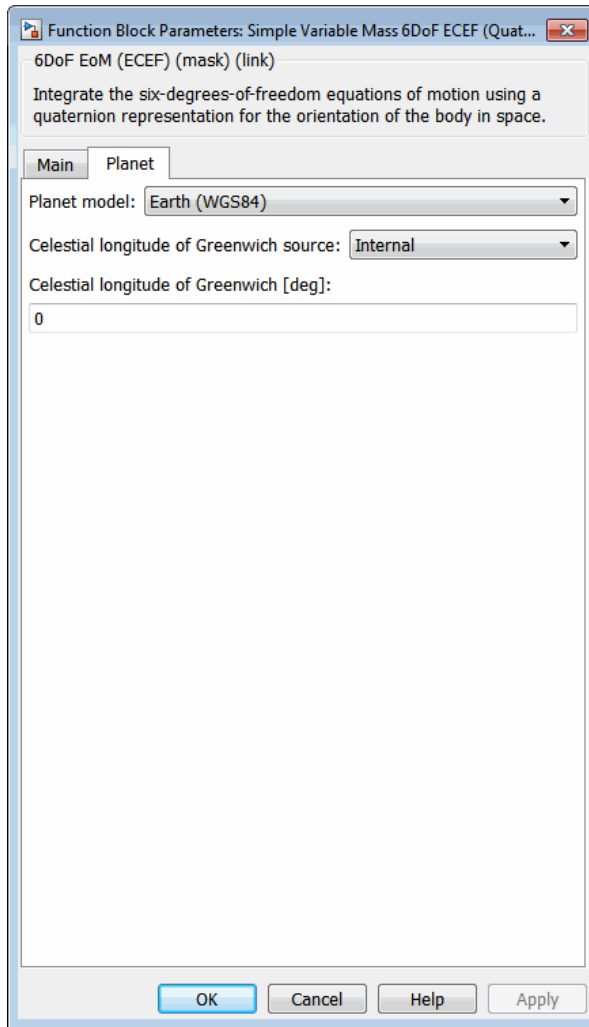 Function Block Parameters: Simple Variable Mass 6DoF ECEF (Quat...
6DoF EoM (ECEF) (mask) (link)
Integrate the six-degrees-of-freedom equations of motion using a
quaternion representation for the orientation of the body in space.
Main Planet
Planet model: Earth (WGS84)
Celestial longitude of Greenwich source: Internal
Celestial longitude of Greenwich [deg]:
0
OK Cancel Help Apply